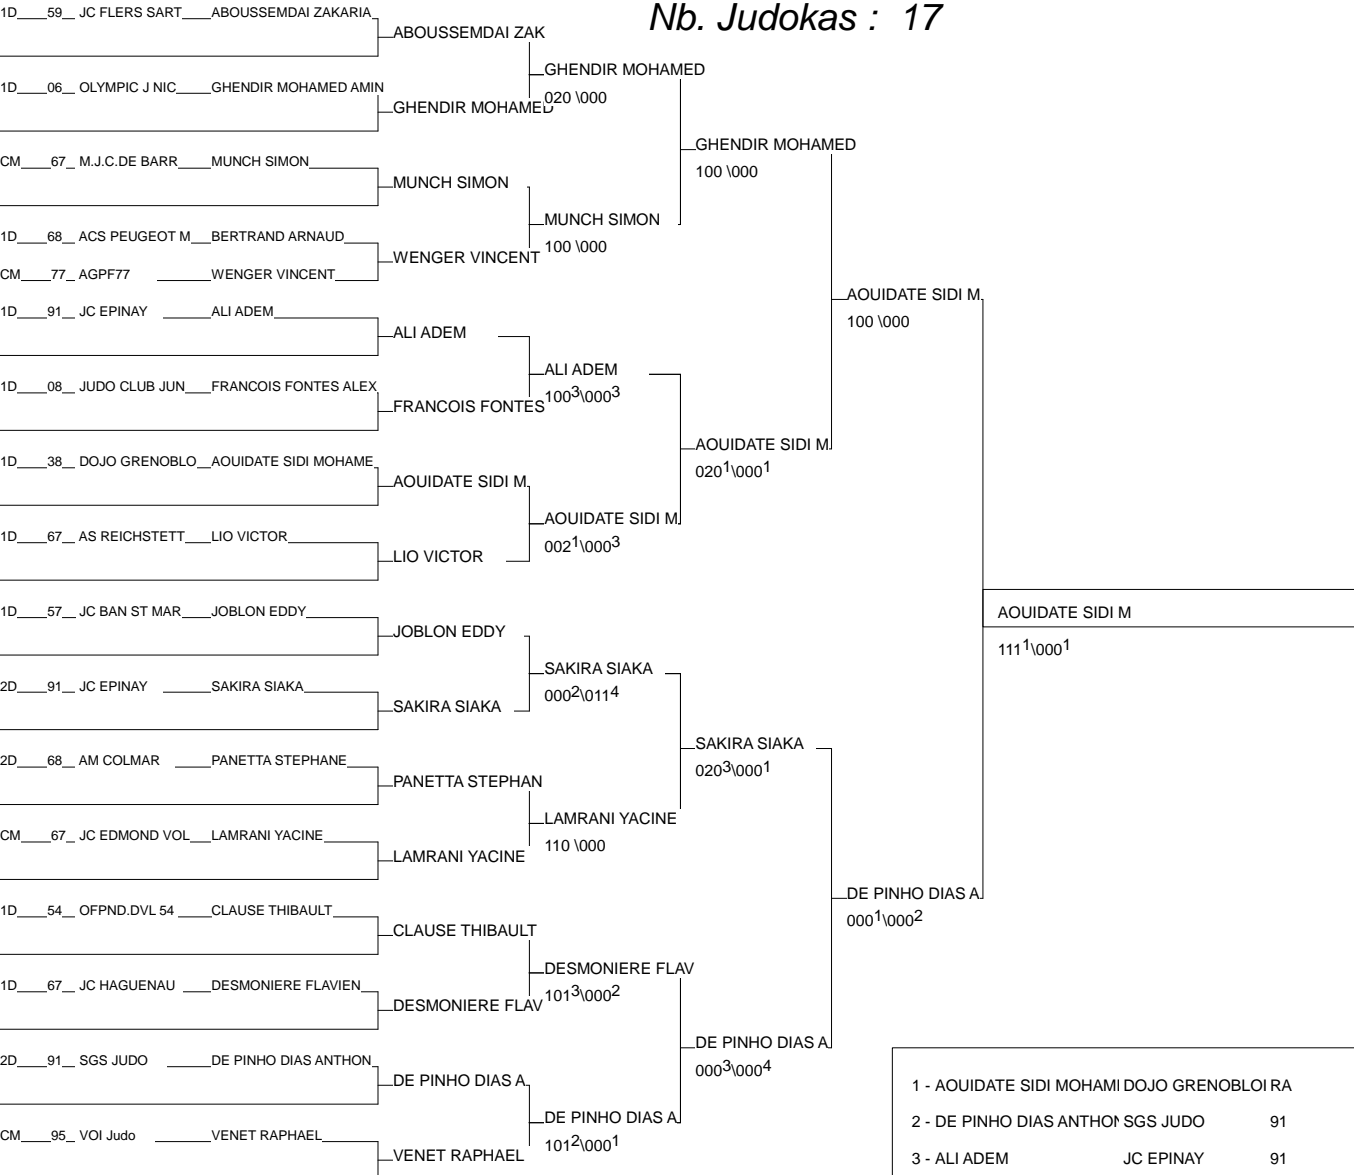 Nb. Judokas : 17
1D 59 JC FLERS SART ABOUSSEMDAI ZAKARIA
ABOUSSEMDAI ZAK
GHENDIR MOHAMED
020 \000
1D 06 OLYMPIC J NIC GHENDIR MOHAMED AMIN
GHENDIR MOHAMED
GHENDIR MOHAMED
100 \000
CM 67 M.J.C.DE BARR MUNCH SIMON
MUNCH SIMON
MUNCH SIMON
100 \000
1D 68 ACS PEUGEOT M BERTRAND ARNAUD
WENGER VINCENT
CM 77 AGPF77 WENGER VINCENT
AOUIDATE SIDI M
100 \000
1D 91 JC EPINAY ALI ADEM
ALI ADEM
ALI ADEM
100³\000³
1D 08 JUDO CLUB JUN FRANCOIS FONTES ALEX
FRANCOIS FONTES
AOUIDATE SIDI M
020¹\000¹
1D 38 DOJO GRENOBLO AOUIDATE SIDI MOHAME
AOUIDATE SIDI M
AOUIDATE SIDI M
002¹\000³
1D 67 AS REICHSTETT LIO VICTOR
LIO VICTOR
AOUIDATE SIDI M
111¹\000¹
1D 57 JC BAN ST MAR JOBLON EDDY
JOBLON EDDY
SAKIRA SIAKA
000²\011⁴
2D 91 JC EPINAY SAKIRA SIAKA
SAKIRA SIAKA
SAKIRA SIAKA
020³\000¹
2D 68 AM COLMAR PANETTA STEPHANE
PANETTA STEPHAN
LAMRANI YACINE
110 \000
CM 67 JC EDMOND VOL LAMRANI YACINE
LAMRANI YACINE
DE PINHO DIAS A
000¹\000²
1D 54 OFPND.DVL 54 CLAUSE THIBAULT
CLAUSE THIBAULT
DESMONIERE FLAV
101³\000²
1D 67 JC HAGUENAU DESMONIERE FLAVIEN
DESMONIERE FLAV
DE PINHO DIAS A
000³\000⁴
2D 91 SGS JUDO DE PINHO DIAS ANTHON
DE PINHO DIAS A
DE PINHO DIAS A
101²\000¹
CM 95 VOI Judo VENET RAPHAEL
VENET RAPHAEL
1 - AOUIDATE SIDI MOHAMI DOJO GRENOBLOI RA
2 - DE PINHO DIAS ANTHON SGS JUDO 91
3 - ALI ADEM JC EPINAY 91